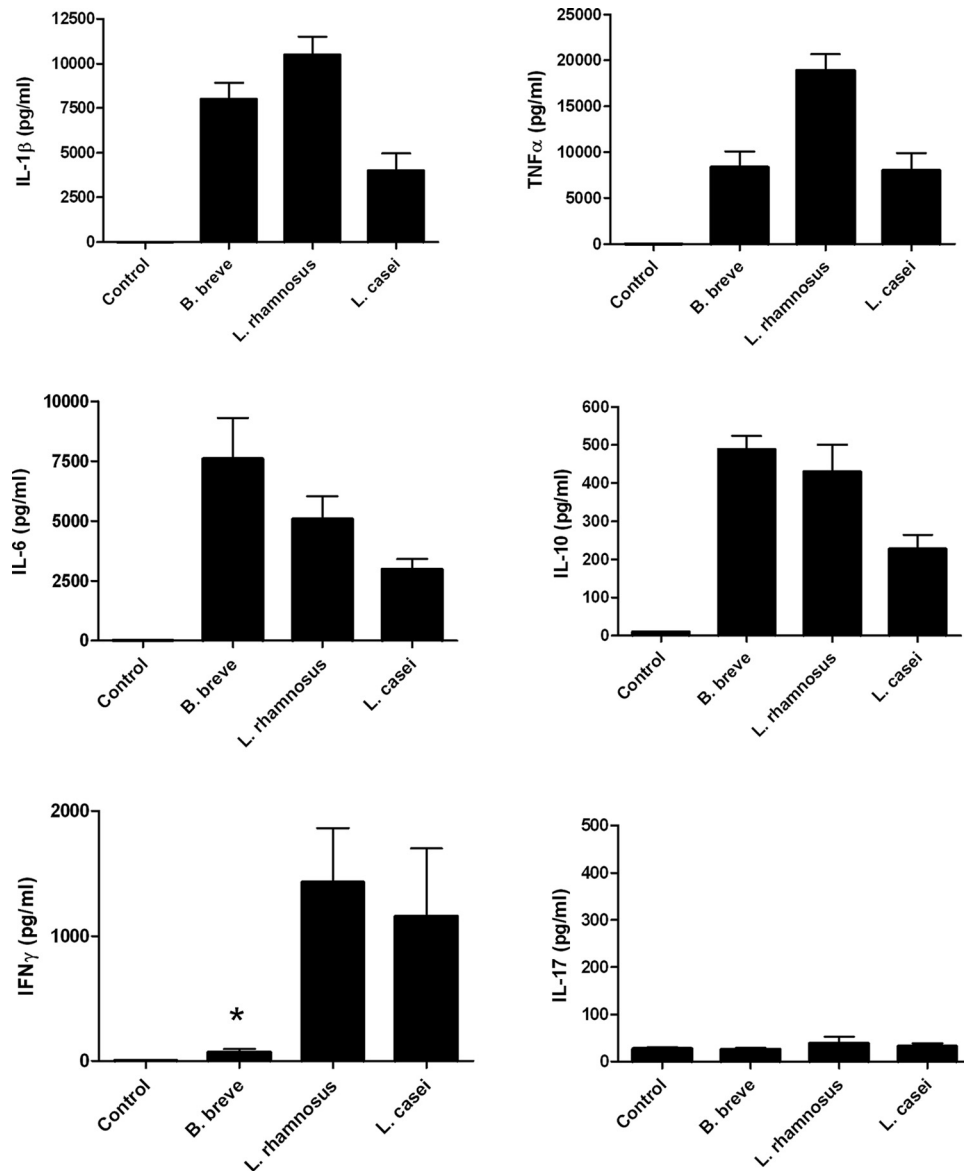 IL-1β (pg/ml)
12500
10000
7500
5000
2500
0
Control
B. breve
L. rhamnosus
L. casei
TNFα (pg/ml)
25000
20000
15000
10000
5000
0
Control
B. breve
L. rhamnosus
L. casei
IL-6 (pg/ml)
10000
7500
5000
2500
0
Control
B. breve
L. rhamnosus
L. casei
IL-10 (pg/ml)
600
500
400
300
200
100
0
Control
B. breve
L. rhamnosus
L. casei
IFNγ (pg/ml)
2000
1000
0
*
Control
B. breve
L. rhamnosus
L. casei
IL-17 (pg/ml)
500
400
300
200
100
0
Control
B. breve
L. rhamnosus
L. casei